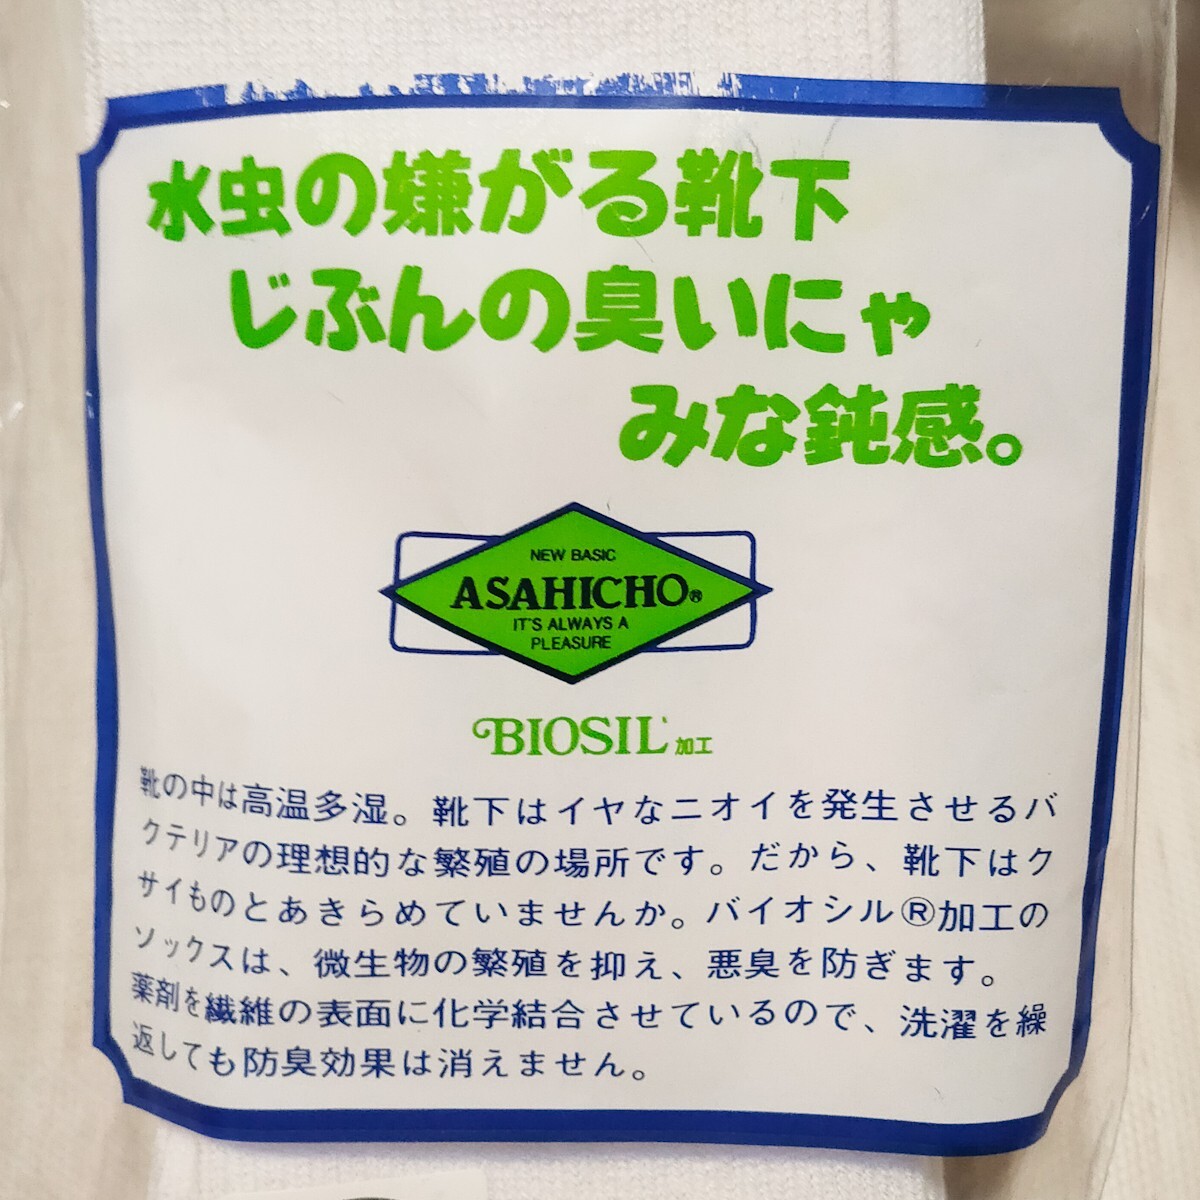 水虫の嫌がる靴下
じぶんの臭いにゃ
みな鈍感。
NEW BASIC
ASAHICHO®
IT'S ALWAYS A
PLEASURE
BIOSIL 加工
靴の中は高温多湿。靴下はイヤなニオイを発生させるバ
クテリアの理想的な繁殖の場所です。だから、靴下はク
サイものとあきらめていませんか。バイオシル®加工の
ソックスは、微生物の繁殖を抑え、悪臭を防ぎます。
薬剤を繊維の表面に化学結合させているので、洗濯を繰
返しても防臭効果は消えません。